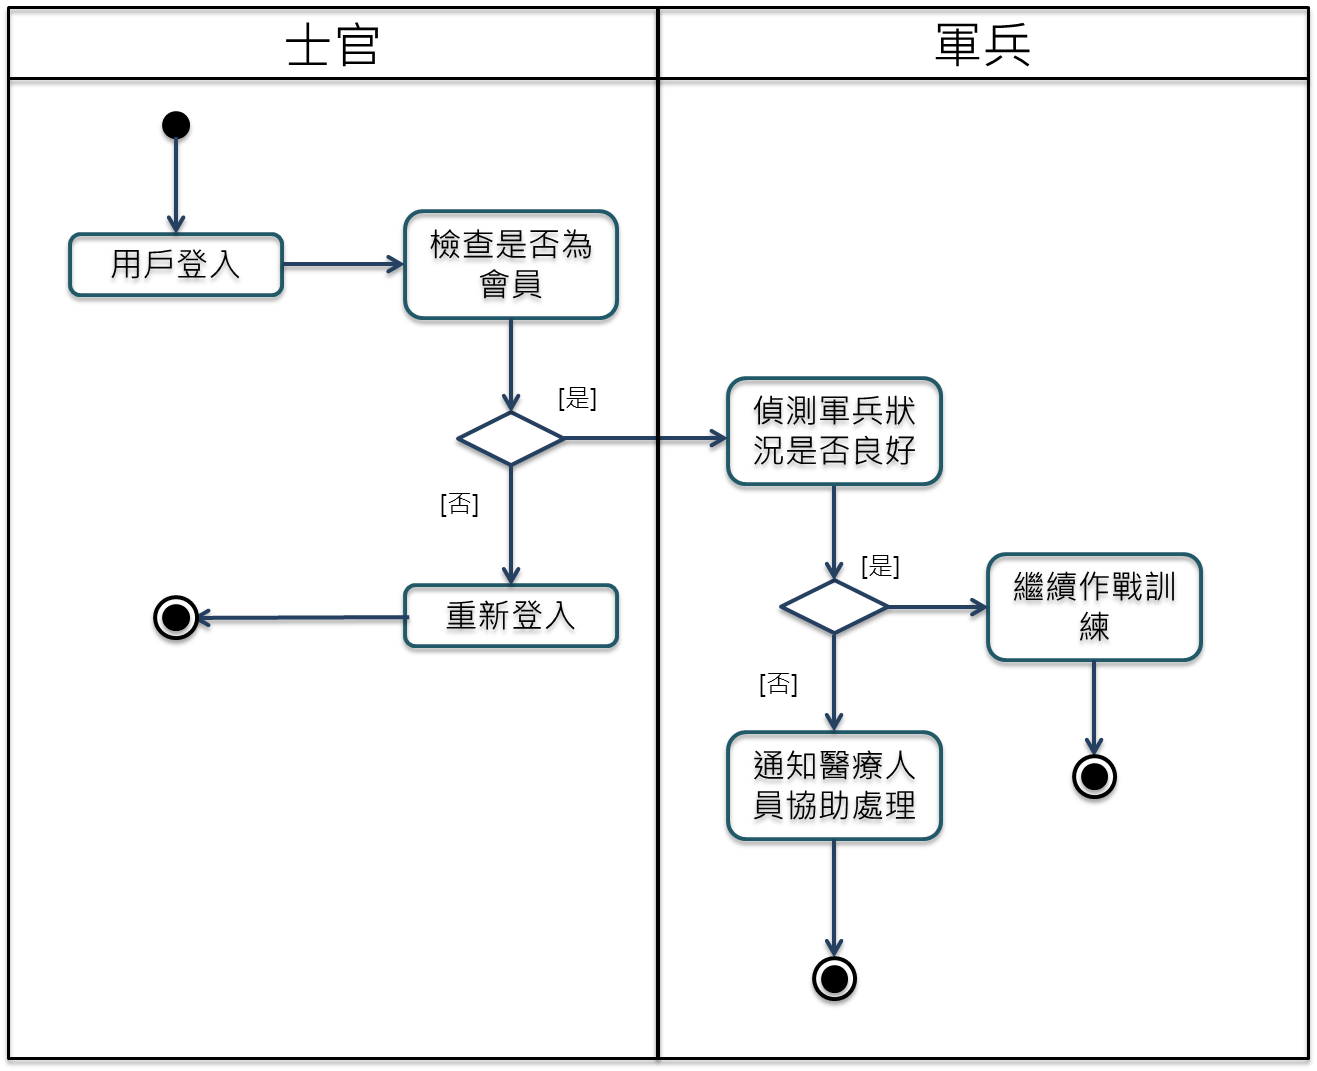 士官
軍兵
用戶登入
檢查是否為
會員
[是]
[否]
重新登入
偵測軍兵狀
況是否良好
[是]
繼續作戰訓
練
[否]
通知醫療人
員協助處理